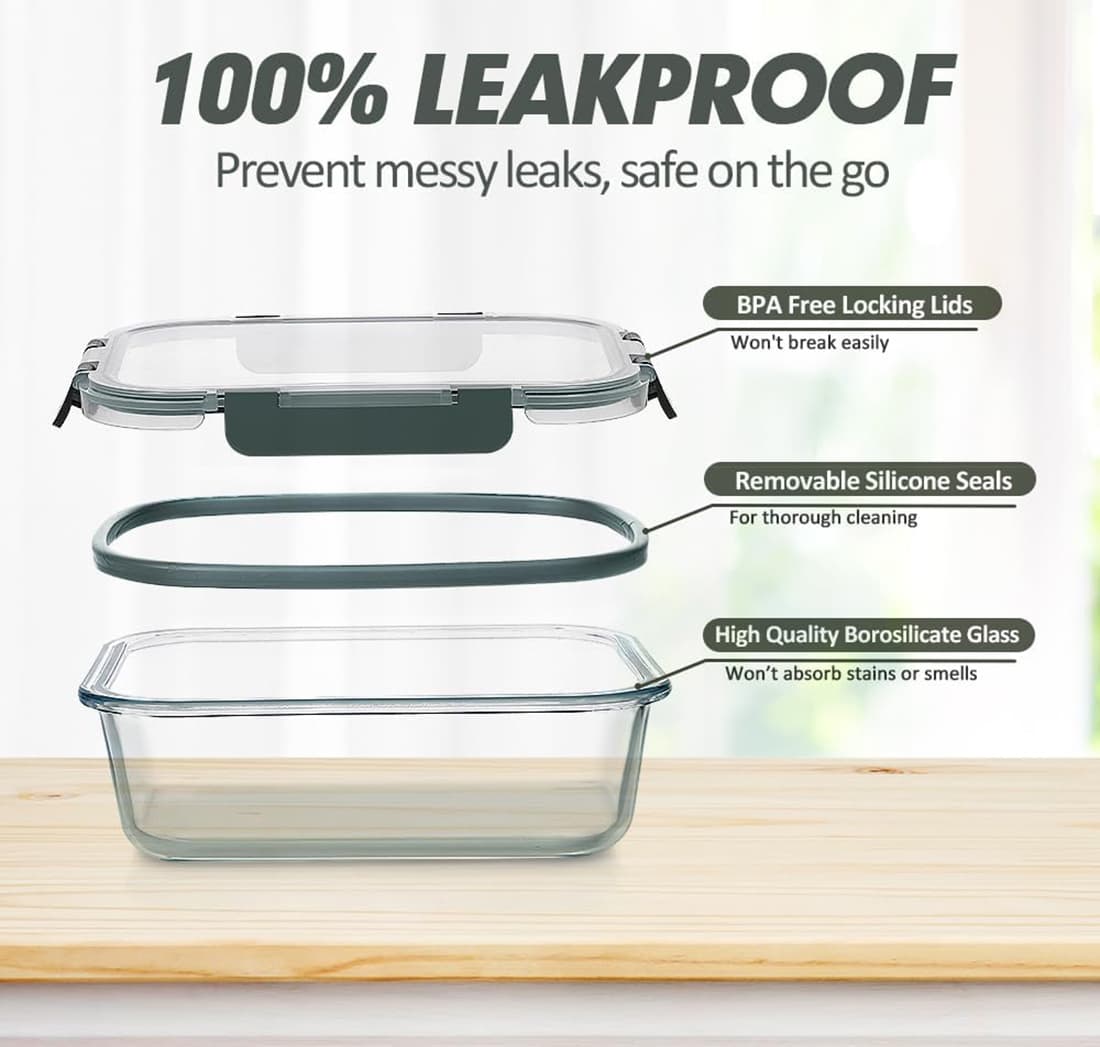 100% LEAKPROOF
Prevent messy leaks, safe on the go
BPA Free Locking Lids
Won't break easily
Removable Silicone Seals
For thorough cleaning
High Quality Borosilicate Glass
Won’t absorb stains or smells